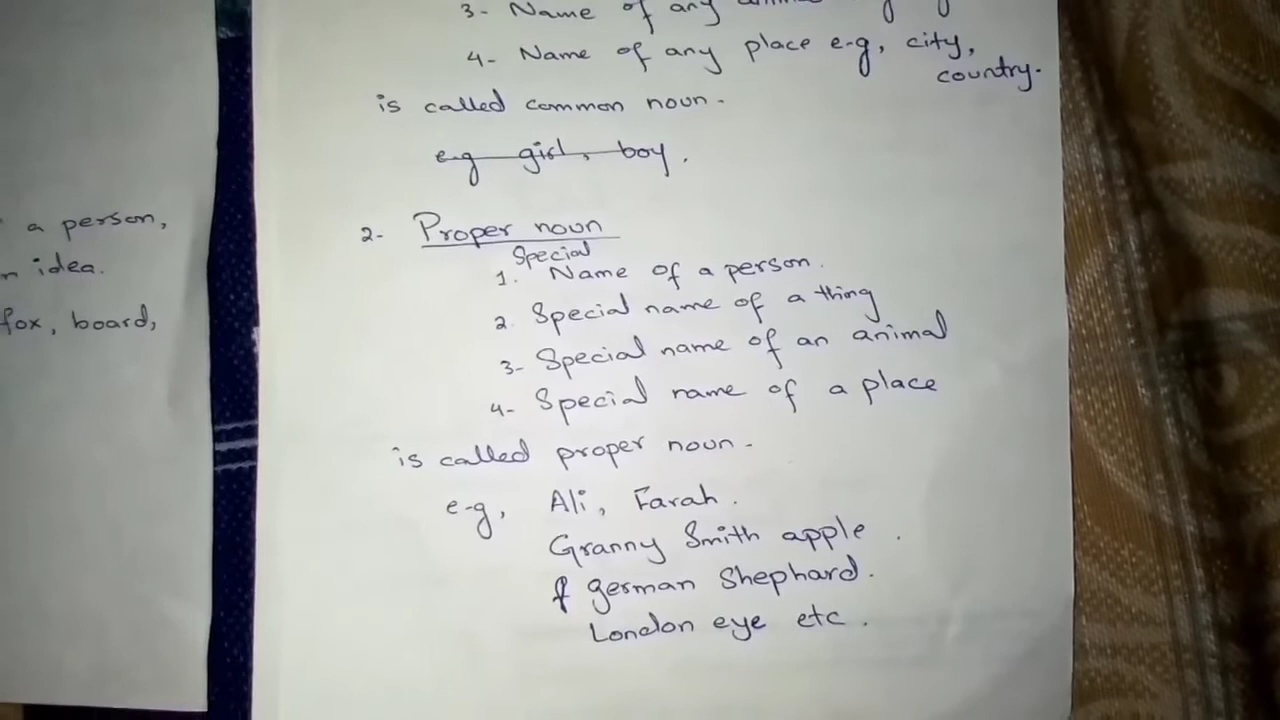 a person,
idea.
fox, board,
3- Name of any
4- Name of any place e-g, city,
country.
is called common noun.
e-g girl, boy.
2- Proper noun
Special
1. Name of a person.
2. Special name of a thing
3- Special name of an animal
4- Special name of a place
is called proper noun.
e-g, Ali, Farah.
Granny Smith apple.
german Shephard.
London eye etc.